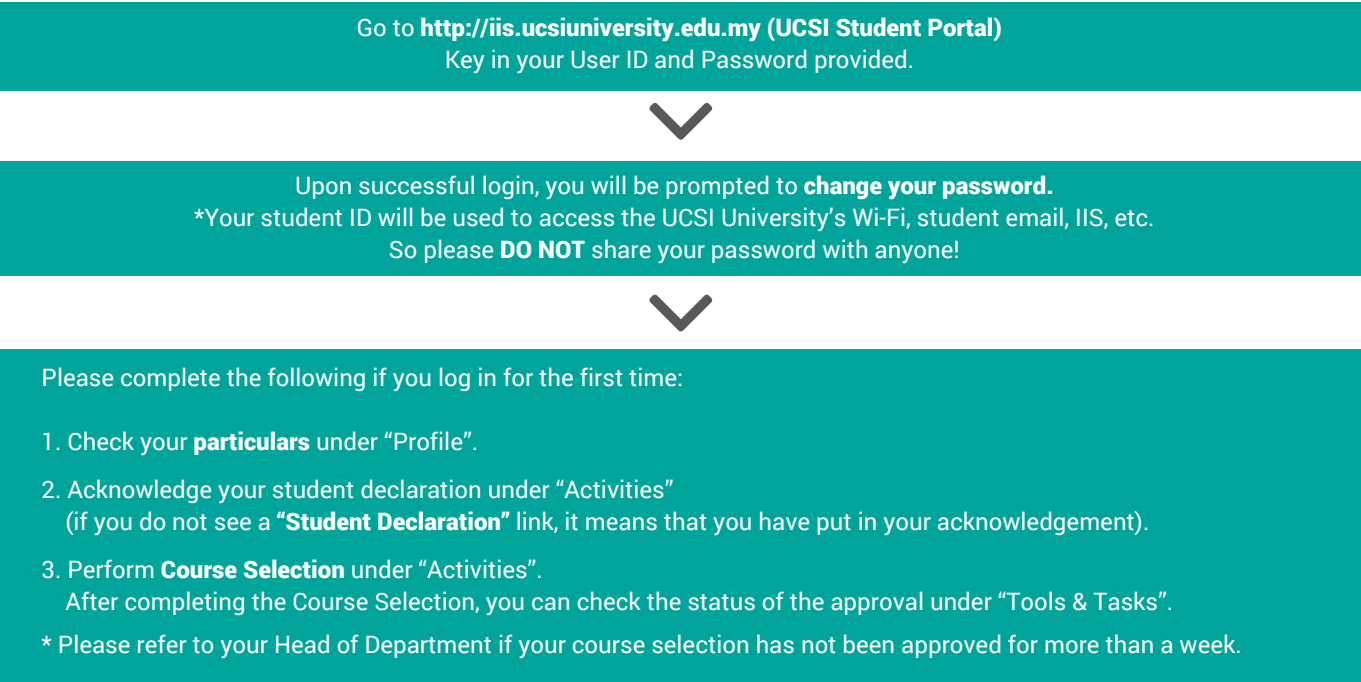 Go to http://iis.ucsiuniversity.edu.my (UCSI Student Portal)
Key in your User ID and Password provided.
Upon successful login, you will be prompted to change your password.
*Your student ID will be used to access the UCSI University’s Wi-Fi, student email, IIS, etc.
So please DO NOT share your password with anyone!
Please complete the following if you log in for the first time:
1. Check your particulars under “Profile”.
2. Acknowledge your student declaration under “Activities”
(if you do not see a “Student Declaration” link, it means that you have put in your acknowledgement).
3. Perform Course Selection under “Activities”.
After completing the Course Selection, you can check the status of the approval under “Tools & Tasks”.
* Please refer to your Head of Department if your course selection has not been approved for more than a week.